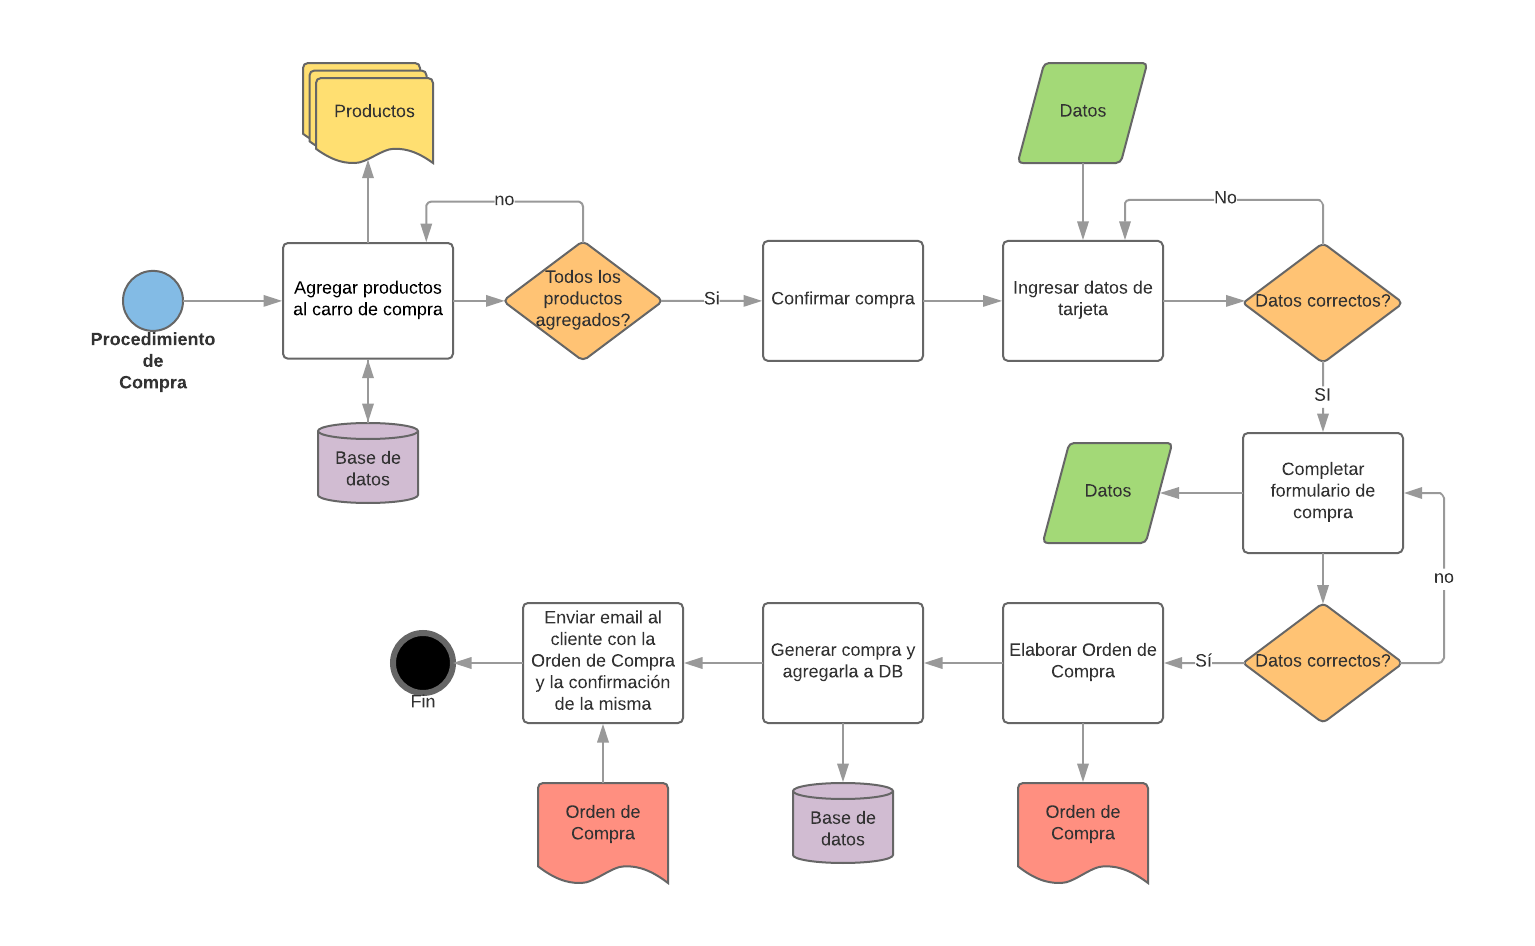 Productos
Datos
no
No
Procedimiento
de
Compra
Agregar productos
al carro de compra
Todos los
productos
agregados?
Si
Confirmar compra
Ingresar datos de
tarjeta
Datos correctos?
SI
Base de
datos
Datos
Completar
formulario de
compra
no
Datos correctos?
Sí
Elaborar Orden de
Compra
Generar compra y
agregarla a DB
Enviar email al
cliente con la
Orden de Compra
y la confirmación
de la misma
Fin
Orden de
Compra
Base de
datos
Orden de
Compra